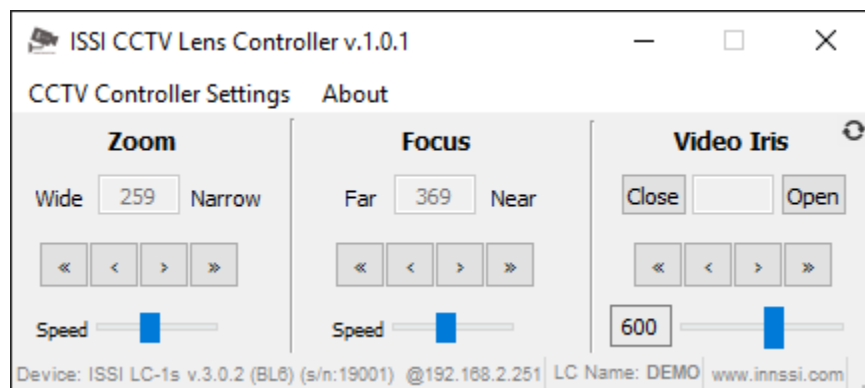 ISSI CCTV Lens Controller v.1.0.1
CCTV Controller Settings About
Zoom Focus Video Iris
Wide 259 Narrow Far 369 Near Close Open
« < > » « < > » « < > »
Speed Speed 600
Device: ISSI LC-1s v.3.0.2 (BL6) (s/n:19001) @192.168.2.251 LC Name: DEMO www.innssi.com